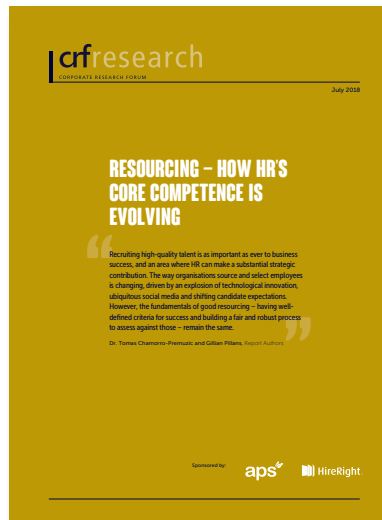 crfresearch
CORPORATE RESEARCH FORUM
July 2018
RESOURCING – HOW HR'S
CORE COMPETENCE IS
EVOLVING
“
Recruiting high-quality talent is as important as ever to business
success, and an area where HR can make a substantial strategic
contribution. The way organisations source and select employees
is changing, driven by an explosion of technological innovation,
ubiquitous social media and shifting candidate expectations.
However, the fundamentals of good resourcing – having well-
defined criteria for success and building a fair and robust process
to assess against those – remain the same.
”
Dr. Tomas Chamorro-Premuzic and Gillian Pillans, Report Authors
Sponsored by:
aps
HireRight